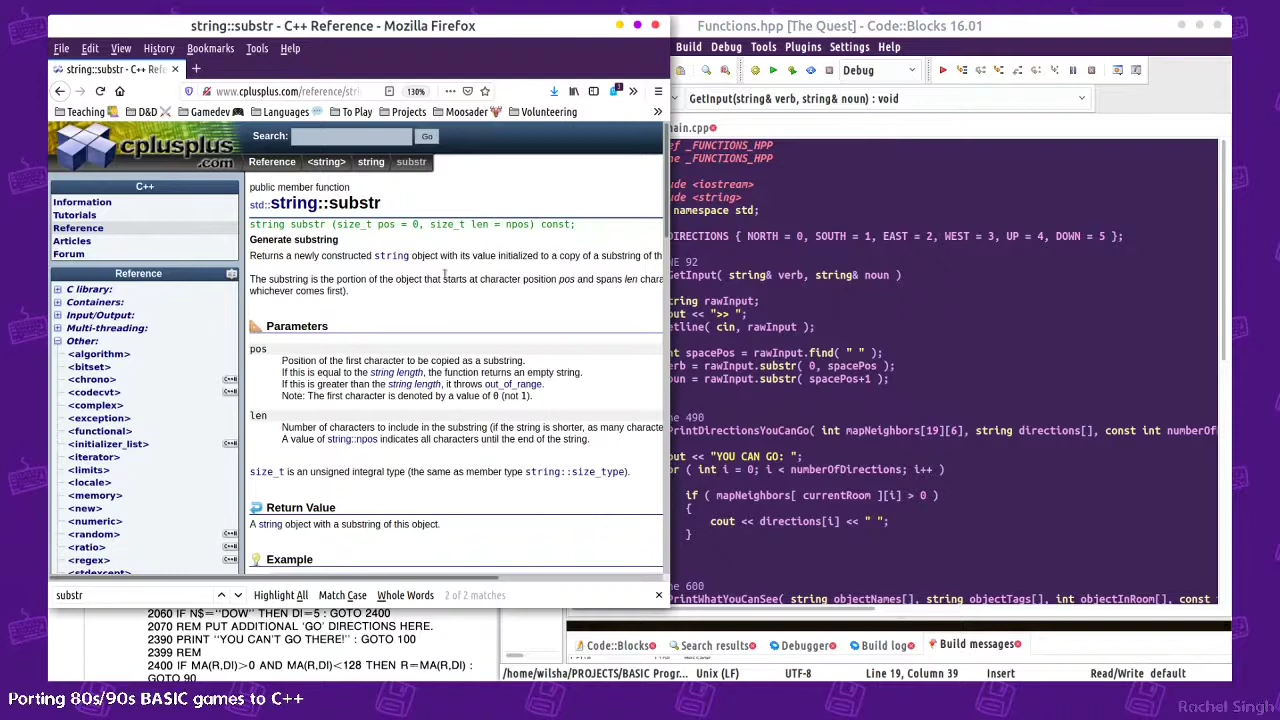 string::substr - C++ Reference - Mozilla Firefox
File Edit View History Bookmarks Tools Help
string::substr - C++ Refe
www.cplusplus.com/reference/stri 130%
Teaching D&D Gamedev Languages To Play Projects Moosader Volunteering
cplusplus
.com
Search: Go
Reference <string> string substr
C++
Information
Tutorials
Reference
Articles
Forum
Reference
C library:
Containers:
Input/Output:
Multi-threading:
Other:
<algorithm>
<bitset>
<chrono>
<codecvt>
<complex>
<exception>
<functional>
<initializer_list>
<iterator>
<limits>
<locale>
<memory>
<new>
<numeric>
<random>
<ratio>
<regex>
<stdexcept>
public member function
std::string::substr
string substr (size_t pos = 0, size_t len = npos) const;
Generate substring
Returns a newly constructed string object with its value initialized to a copy of a substring of th
The substring is the portion of the object that starts at character position pos and spans len chara
whichever comes first).
Parameters
pos
Position of the first character to be copied as a substring.
If this is equal to the string length, the function returns an empty string.
If this is greater than the string length, it throws out_of_range.
Note: The first character is denoted by a value of 0 (not 1).
len
Number of characters to include in the substring (if the string is shorter, as many characte
A value of string::npos indicates all characters until the end of the string.
size_t is an unsigned integral type (the same as member type string::size_type).
Return Value
A string object with a substring of this object.
Example
substr Highlight All Match Case Whole Words 2 of 2 matches
2060 IF N$="DOW" THEN DI=5 : GOTO 2400
2070 REM PUT ADDITIONAL 'GO' DIRECTIONS HERE.
2390 PRINT "YOU CAN'T GO THERE!" : GOTO 100
2399 REM
2400 IF MA(R,DI)>0 AND MA(R,DI)<128 THEN R=MA(R,DI) :
GOTO 90
Functions.hpp [The Quest] - Code::Blocks 16.01
Build Debug Tools Plugins Settings Help
Debug
GetInput(string& verb, string& noun) : void
ain.cpp
ef _FUNCTIONS_HPP
ne _FUNCTIONS_HPP
ude <iostream>
ude <string>
namespace std;
DIRECTIONS { NORTH = 0, SOUTH = 1, EAST = 2, WEST = 3, UP = 4, DOWN = 5 };
NE 92
GetInput( string& verb, string& noun )
tring rawInput;
out << ">> ";
etline( cin, rawInput );
nt spacePos = rawInput.find( " " );
erb = rawInput.substr( 0, spacePos );
oun = rawInput.substr( spacePos+1 );
ne 490
PrintDirectionsYouCanGo( int mapNeighbors[19][6], string directions[], const int numberOf
out << "YOU CAN GO: ";
or ( int i = 0; i < numberOfDirections; i++ )
if ( mapNeighbors[ currentRoom ][i] > 0 )
{
cout << directions[i] << " ";
}
ne 600
PrintWhatYouCanSee( string objectNames[], string objectTags[], int objectInRoom[], const
Code::Blocks Search results Debugger Build log Build messages
/home/wilsha/PROJECTS/BASIC Progr... Unix (LF) UTF-8 Line 19, Column 39 Insert Read/Write default
Porting 80s/90s BASIC games to C++
Rachel Singh